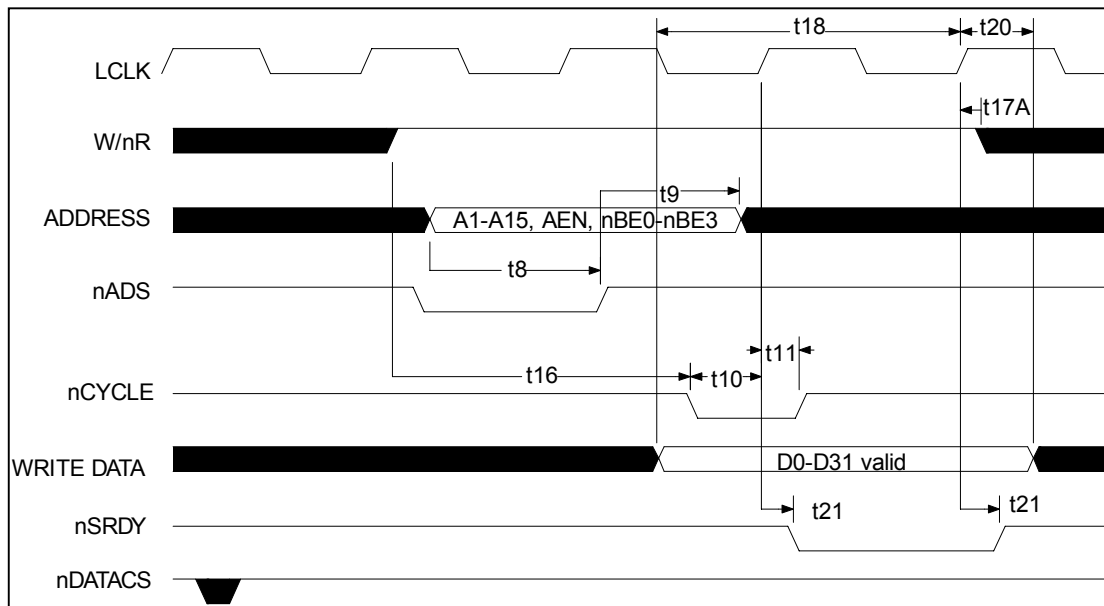 t18
t20
LCLK
t17A
W/nR
t9
ADDRESS
A1-A15, AEN, nBE0-nBE3
t8
nADS
t11
t16
t10
nCYCLE
WRITE DATA
D0-D31 valid
nSRDY
t21
t21
nDATACS